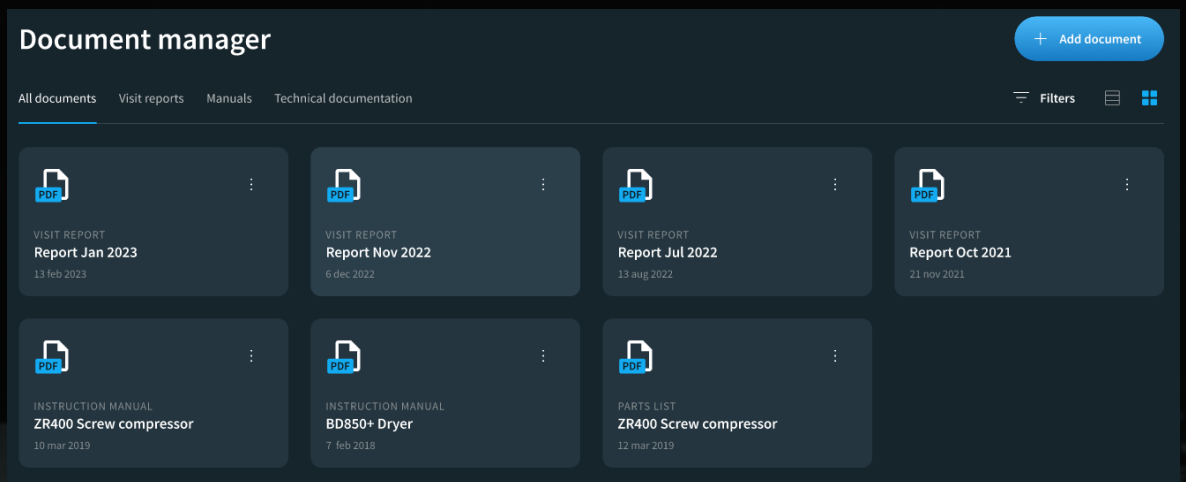 Document manager
Add document
All documents Visit reports Manuals Technical documentation Filters
PDF PDF PDF PDF
VISIT REPORT VISIT REPORT VISIT REPORT VISIT REPORT
Report Jan 2023 Report Nov 2022 Report Jul 2022 Report Oct 2021
13 feb 2023 6 dec 2022 13 aug 2022 21 nov 2021
PDF PDF PDF
INSTRUCTION MANUAL INSTRUCTION MANUAL PARTS LIST
ZR400 Screw compressor BD850+ Dryer ZR400 Screw compressor
10 mar 2019 7 feb 2018 12 mar 2019